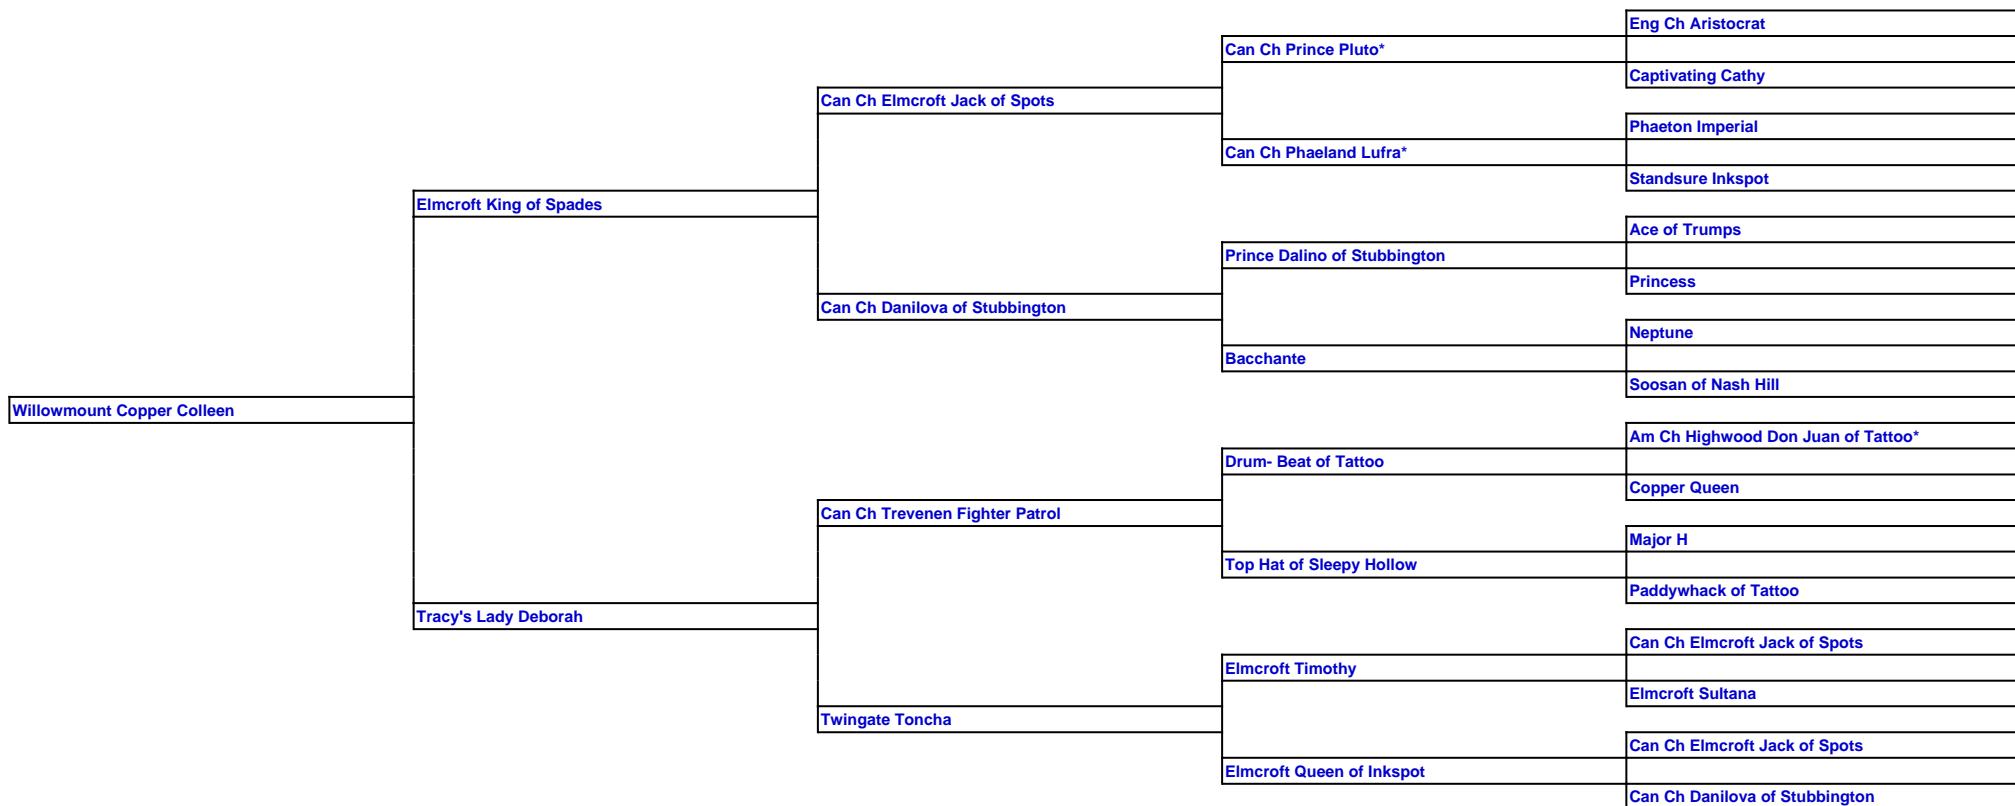 Eng Ch Aristocrat
Can Ch Prince Pluto*
Captivating Cathy
Can Ch Elmcroft Jack of Spots
Phaeton Imperial
Can Ch Phaeland Lufra*
Standsure Inkspot
Elmcroft King of Spades
Ace of Trumps
Prince Dalino of Stubbington
Princess
Can Ch Danilova of Stubbington
Neptune
Bacchante
Soosan of Nash Hill
Willowmount Copper Colleen
Am Ch Highwood Don Juan of Tattoo*
Drum- Beat of Tattoo
Copper Queen
Can Ch Trevenen Fighter Patrol
Major H
Top Hat of Sleepy Hollow
Paddywhack of Tattoo
Tracy's Lady Deborah
Can Ch Elmcroft Jack of Spots
Elmcroft Timothy
Elmcroft Sultana
Twingate Toncha
Can Ch Elmcroft Jack of Spots
Elmcroft Queen of Inkspot
Can Ch Danilova of Stubbington